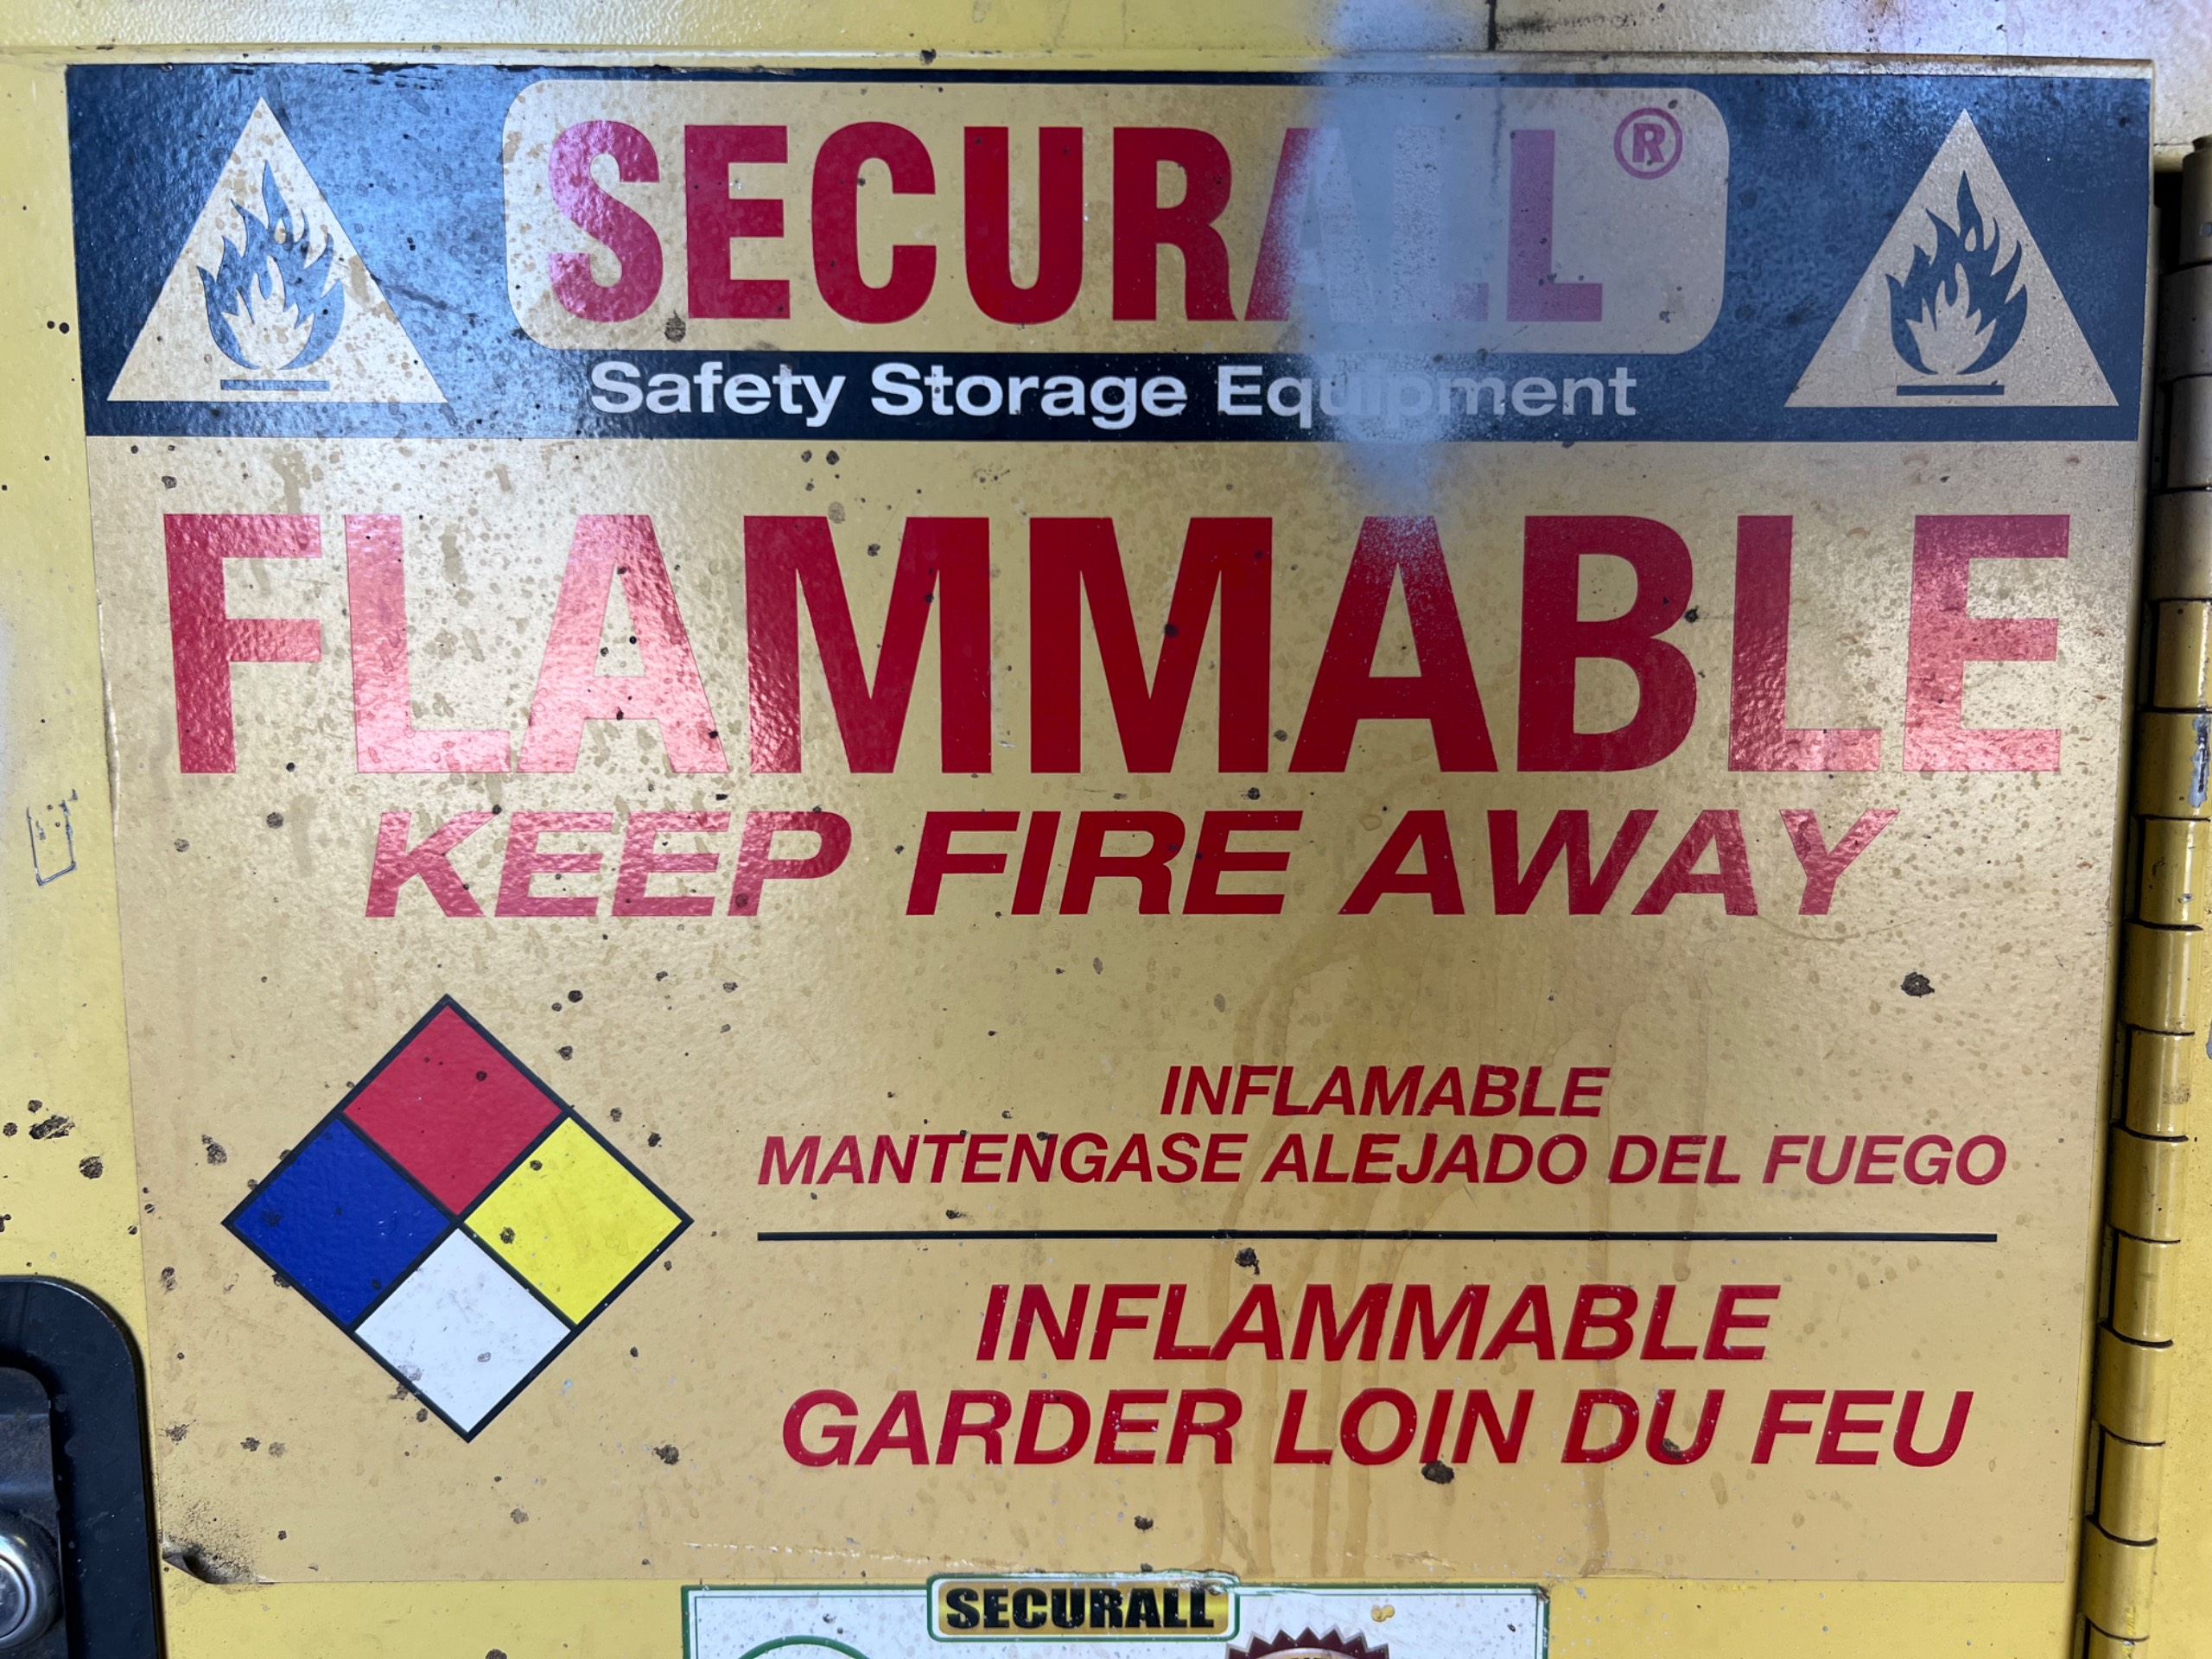 SECURALL®
Safety Storage Equipment
FLAMMABLE
KEEP FIRE AWAY
INFLAMABLE
MANTENGASE ALEJADO DEL FUEGO
INFLAMMABLE
GARDER LOIN DU FEU
SECURALL